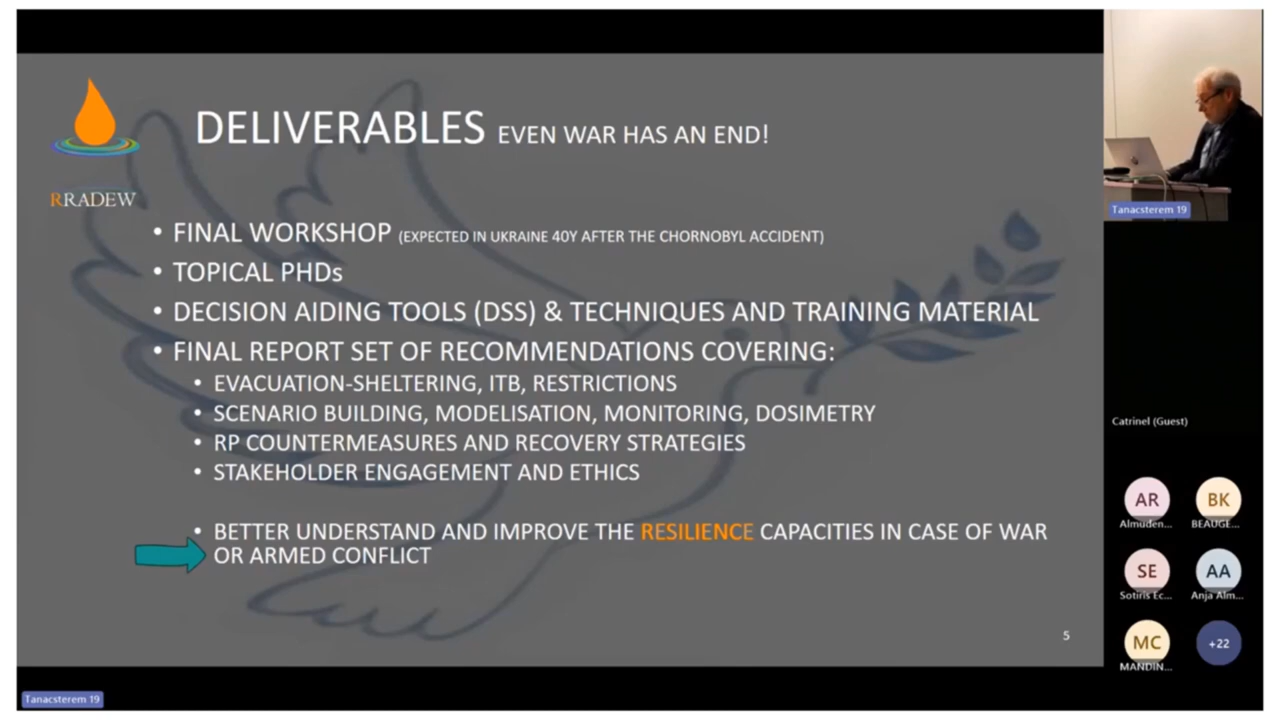 DELIVERABLES EVEN WAR HAS AN END!
RRADEW
• FINAL WORKSHOP (EXPECTED IN UKRAINE 40Y AFTER THE CHORNOBYL ACCIDENT)
• TOPICAL PHDs
• DECISION AIDING TOOLS (DSS) & TECHNIQUES AND TRAINING MATERIAL
• FINAL REPORT SET OF RECOMMENDATIONS COVERING:
• EVACUATION-SHELTERING, ITB, RESTRICTIONS
• SCENARIO BUILDING, MODELISATION, MONITORING, DOSIMETRY
• RP COUNTERMEASURES AND RECOVERY STRATEGIES
• STAKEHOLDER ENGAGEMENT AND ETHICS
• BETTER UNDERSTAND AND IMPROVE THE RESILIENCE CAPACITIES IN CASE OF WAR
OR ARMED CONFLICT
5
Tanacsterem 19
Tanacsterem 19
Catrinel (Guest)
AR BK
Almuden... BEAUGE...
SE AA
Sotiris Ec... Anja Alm...
MC +22
MANDIN...